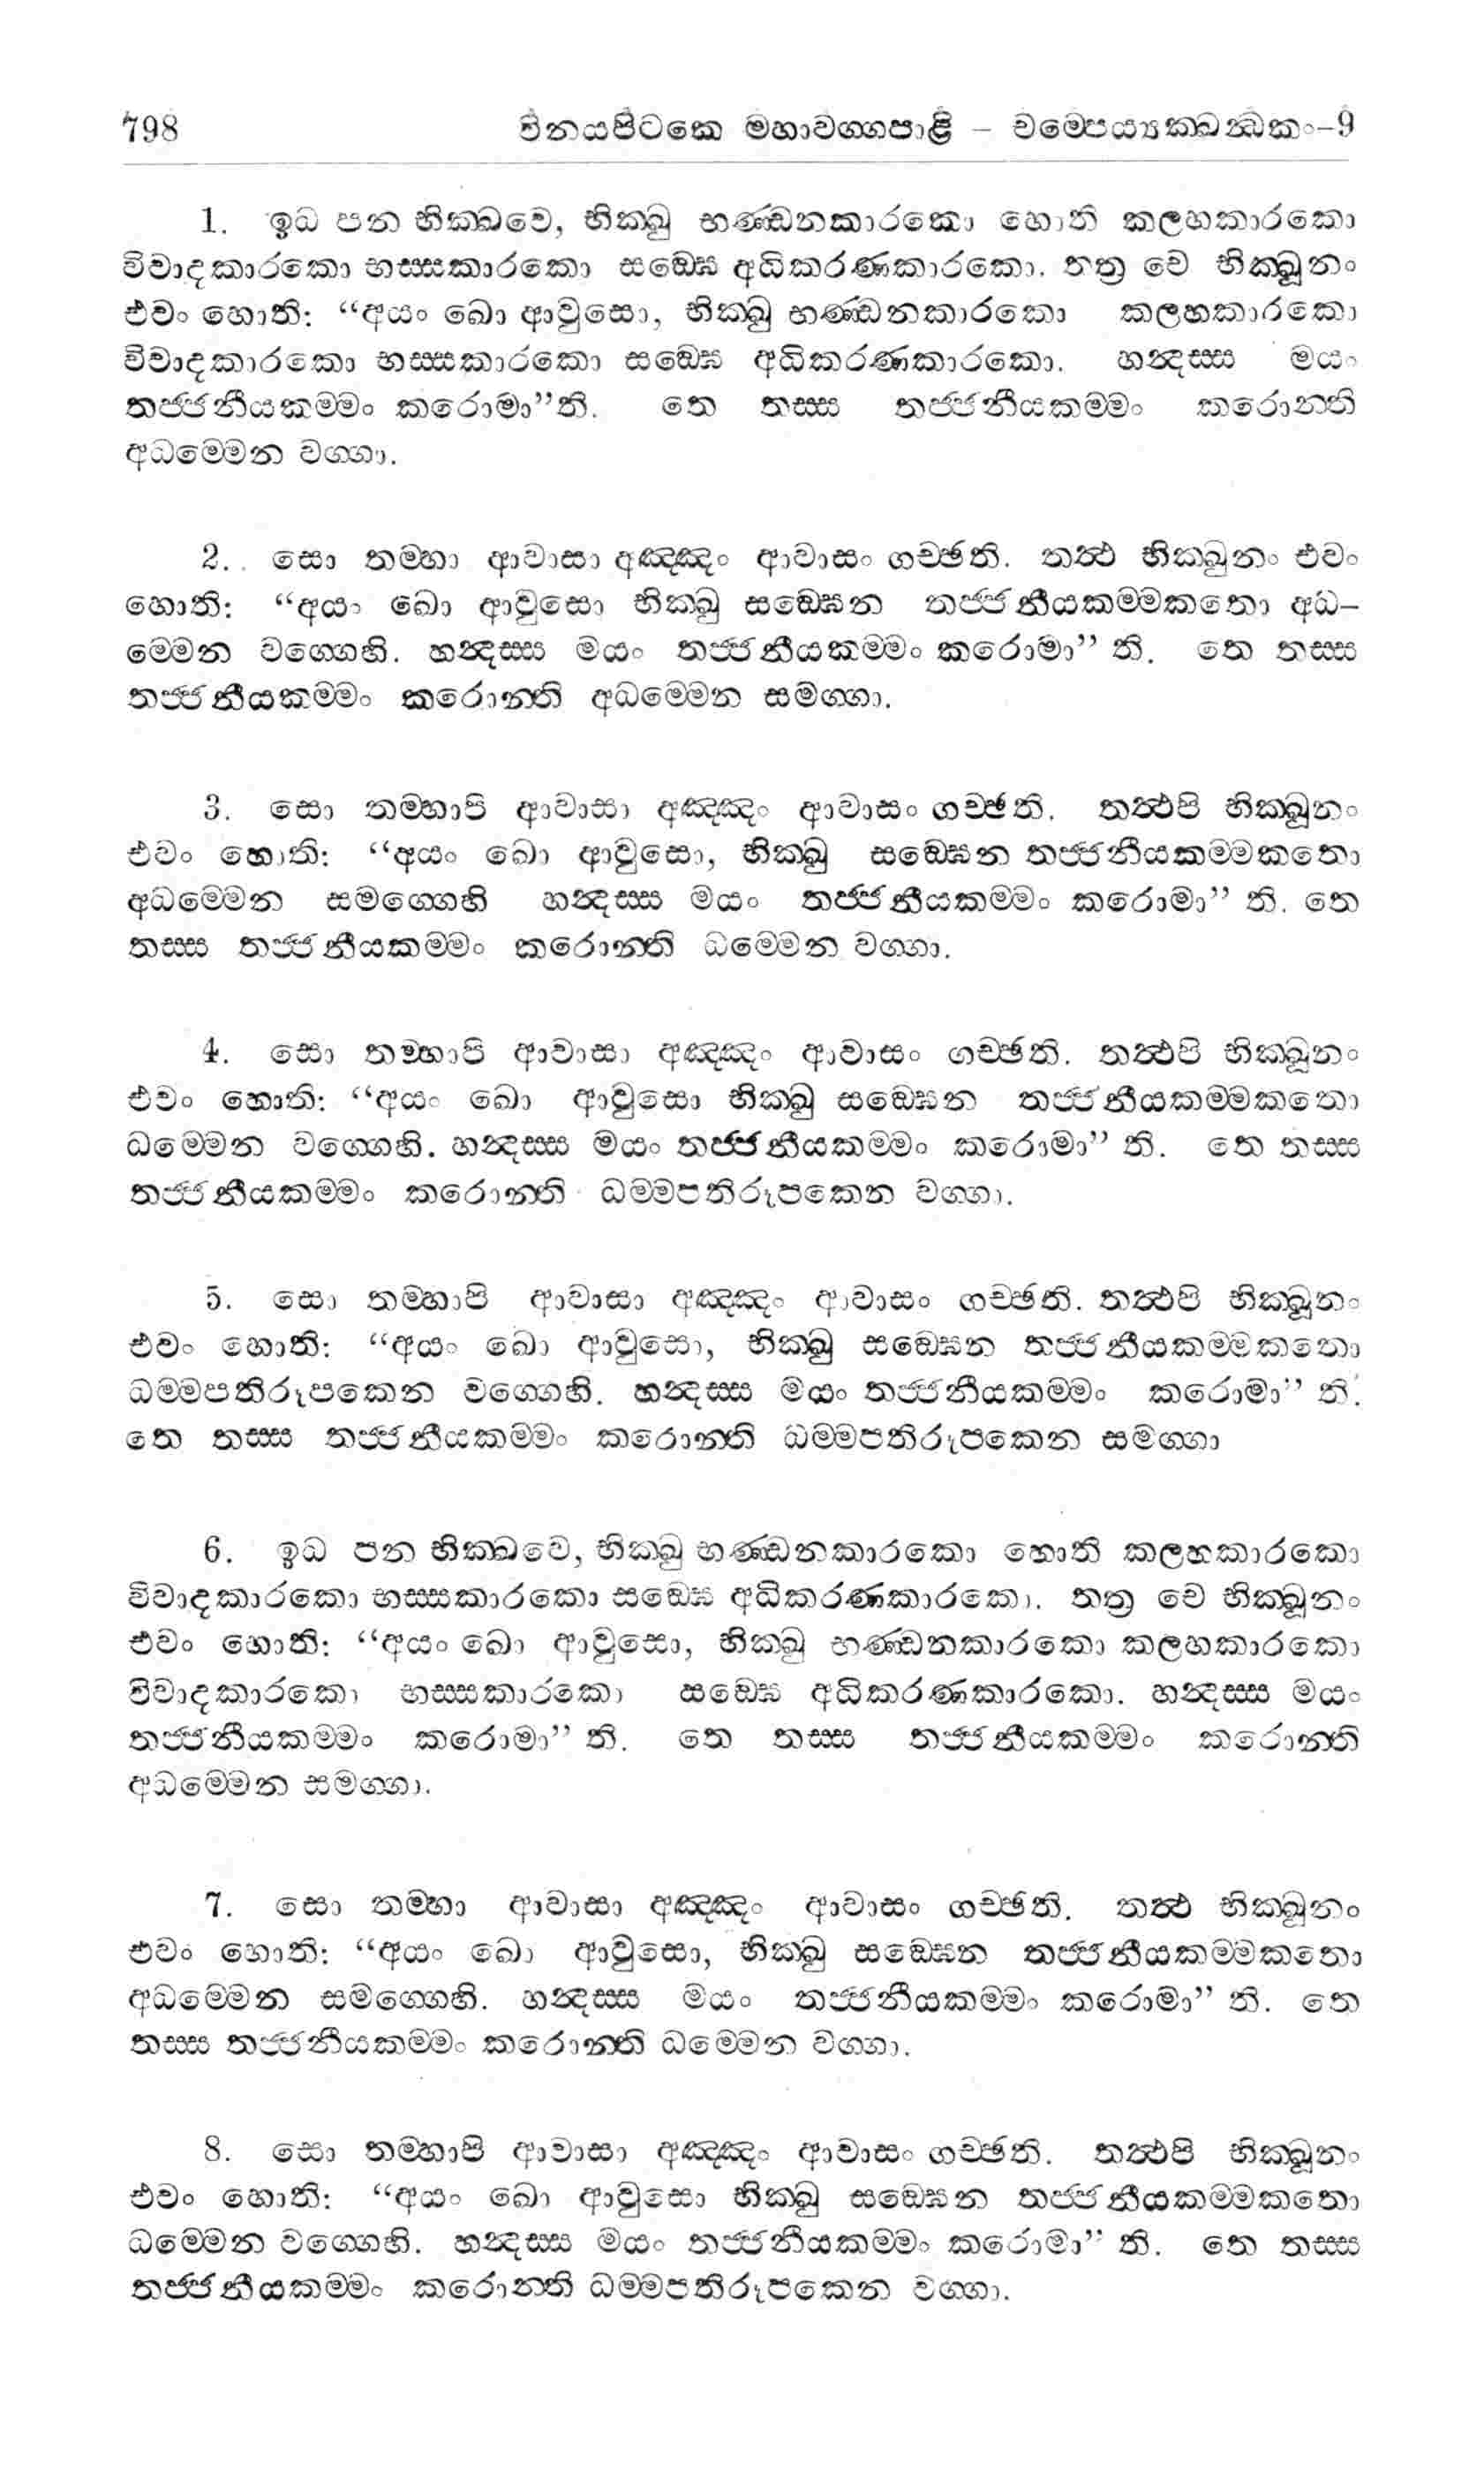 798 විනයපිටකෙ මහාවග්ගපාළි – චම්පෙය්‍යක්ඛන්ධකං–9
1. ඉධ පන භික්ඛවෙ, භික්ඛු භණ්ඩනකාරකො හොති කලහකාරකො
විවාදකාරකො භස්සකාරකො සඞ්ඝෙ අධිකරණකාරකො. තත්‍ර චෙ භික්ඛූනං
එවං හොති: “අයං ඛො ආවුසො, භික්ඛු භණ්ඩනකාරකො කලහකාරකො
විවාදකාරකො භස්සකාරකො සඞ්ඝෙ අධිකරණකාරකො. හන්දස්ස මයං
තජ්ජනීයකම්මං කරොමා”ති. තෙ තස්ස තජ්ජනීයකම්මං කරොන්ති
අධම්මෙන වග්ගා.
2. සො තම්හා ආවාසා අඤ්ඤං ආවාසං ගච්ඡති. තත්‍ථ භික්ඛුනං එවං
හොති: “අයං ඛො ආවුසො භික්ඛු සඞ්ඝෙන තජ්ජනීයකම්මකතො අධ–
ම්මෙන වග්ගෙහි. හන්දස්ස මයං තජ්ජනීයකම්මං කරොමා” ති. තෙ තස්ස
තජ්ජනීයකම්මං කරොන්ති අධම්මෙන සමග්ගා.
3. සො තම්හාපි ආවාසා අඤ්ඤං ආවාසං ගච්ඡති. තත්‍ථපි භික්ඛූනං
එවං හොති: “අයං ඛො ආවුසො, භික්ඛු සඞ්ඝෙන තජ්ජනීයකම්මකතො
අධම්මෙන සමග්ගෙහි හන්දස්ස මයං තජ්ජනීයකම්මං කරොමා” ති. තෙ
තස්ස තජ්ජනීයකම්මං කරොන්ති ධම්මෙන වග්ගා.
4. සො තම්හාපි ආවාසා අඤ්ඤං ආවාසං ගච්ඡති. තත්‍ථපි භික්ඛූනං
එවං හොති: “අයං ඛො ආවුසො භික්ඛු සඞ්ඝෙන තජ්ජනීයකම්මකතො
ධම්මෙන වග්ගෙහි. හන්දස්ස මයං තජ්ජනීයකම්මං කරොමා” ති. තෙ තස්ස
තජ්ජනීයකම්මං කරොන්ති ධම්මපතිරූපකෙන වග්ගා.
5. සො තම්හාපි ආවාසා අඤ්ඤං ආවාසං ගච්ඡති. තත්‍ථපි භික්ඛූනං
එවං හොති: “අයං ඛො ආවුසො, භික්ඛු සඞ්ඝෙන තජ්ජනීයකම්මකතො
ධම්මපතිරූපකෙන වග්ගෙහි. හන්දස්ස මයං තජ්ජනීයකම්මං කරොමා” ති.
තෙ තස්ස තජ්ජනීයකම්මං කරොන්ති ධම්මපතිරූපකෙන සමග්ගා
6. ඉධ පන භික්ඛවෙ, භික්ඛු භණ්ඩනකාරකො හොති කලහකාරකො
විවාදකාරකො භස්සකාරකො සඞ්ඝෙ අධිකරණකාරකො. තත්‍ර චෙ භික්ඛූනං
එවං හොති: “අයං ඛො ආවුසො, භික්ඛු භණ්ඩනකාරකො කලහකාරකො
විවාදකාරකො භස්සකාරකො සඞ්ඝෙ අධිකරණකාරකො. හන්දස්ස මයං
තජ්ජනීයකම්මං කරොමා” ති. තෙ තස්ස තජ්ජනීයකම්මං කරොන්ති
අධම්මෙන සමග්ගා.
7. සො තම්හා ආවාසා අඤ්ඤං ආවාසං ගච්ඡති. තත්‍ථ භික්ඛූනං
එවං හොති: “අයං ඛො ආවුසො, භික්ඛු සඞ්ඝෙන තජ්ජනීයකම්මකතො
අධම්මෙන සමග්ගෙහි. හන්දස්ස මයං තජ්ජනීයකම්මං කරොමා” ති. තෙ
තස්ස තජ්ජනීයකම්මං කරොන්ති ධම්මෙන වග්ගා.
8. සො තම්හාපි ආවාසා අඤ්ඤං ආවාසං ගච්ඡති. තත්‍ථපි භික්ඛූනං
එවං හොති: “අයං ඛො ආවුසො භික්ඛු සඞ්ඝෙන තජ්ජනීයකම්මකතො
ධම්මෙන වග්ගෙහි. හන්දස්ස මයං තජ්ජනීයකම්මං කරොමා” ති. තෙ තස්ස
තජ්ජනීයකම්මං කරොන්ති ධම්මපතිරූපකෙන වග්ගා.